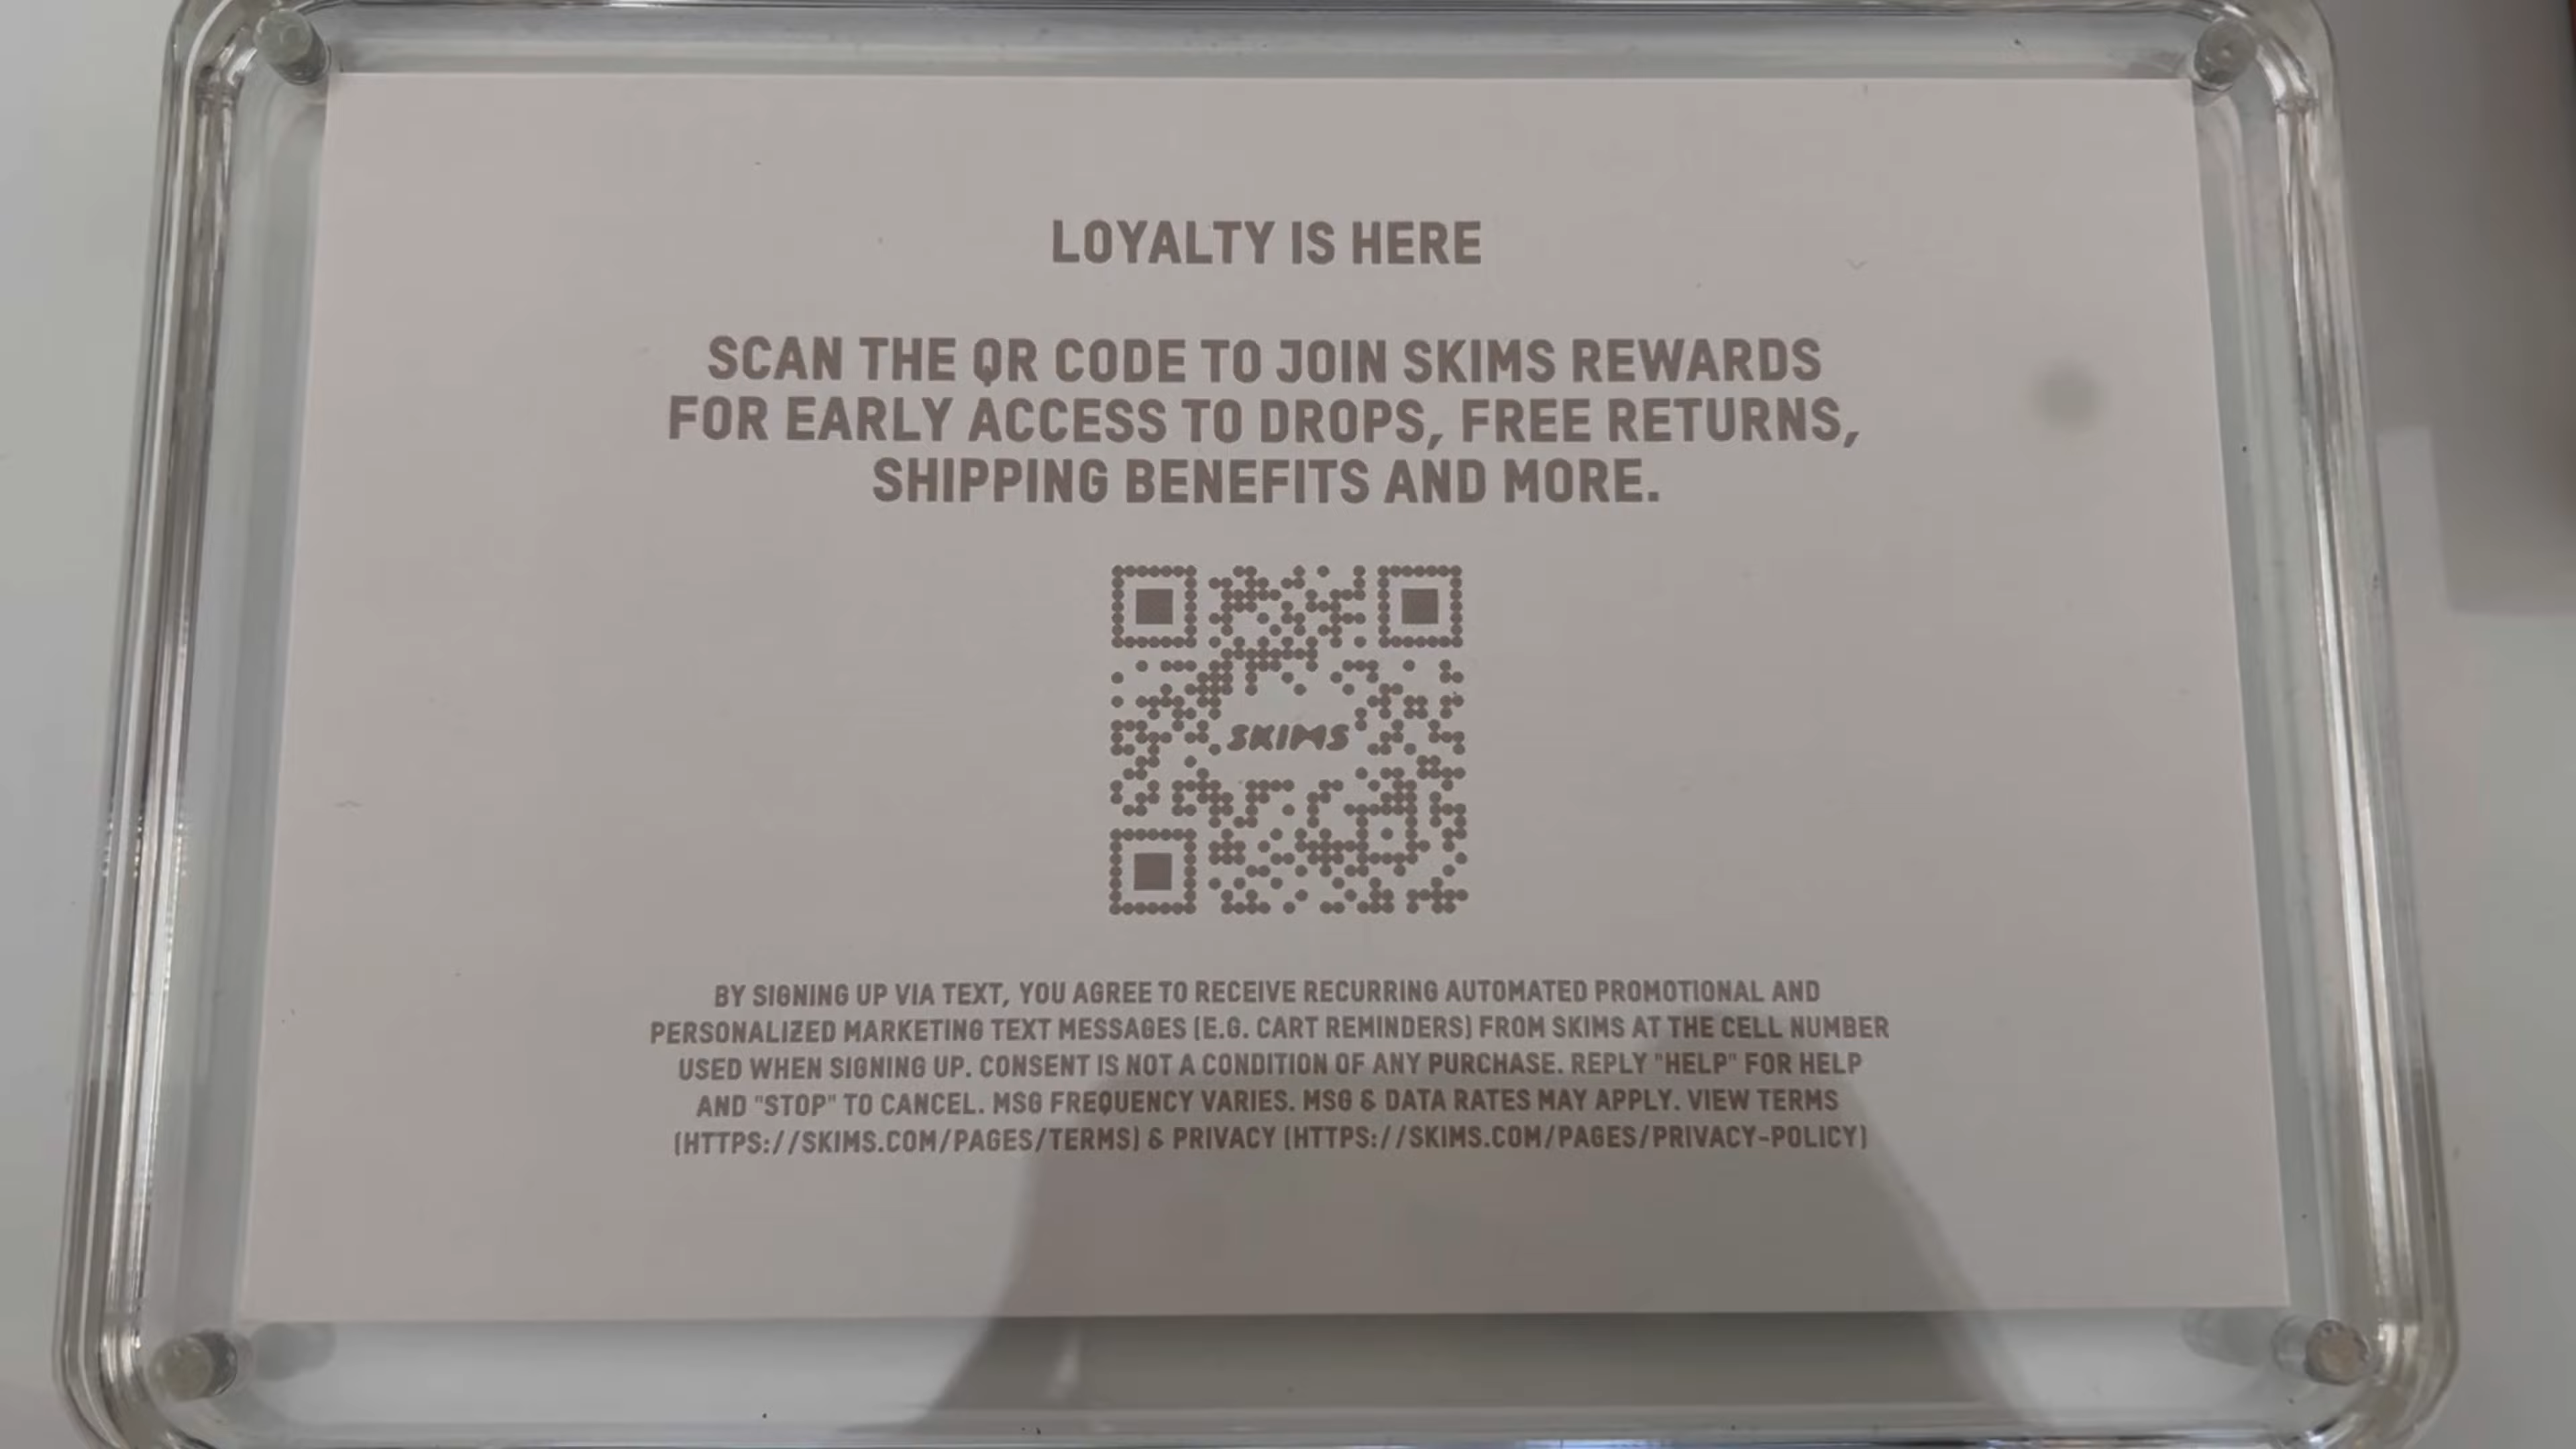 LOYALTY IS HERE
SCAN THE QR CODE TO JOIN SKIMS REWARDS
FOR EARLY ACCESS TO DROPS, FREE RETURNS,
SHIPPING BENEFITS AND MORE.
SKIMS
BY SIGNING UP VIA TEXT, YOU AGREE TO RECEIVE RECURRING AUTOMATED PROMOTIONAL AND
PERSONALIZED MARKETING TEXT MESSAGES (E.G. CART REMINDERS) FROM SKIMS AT THE CELL NUMBER
USED WHEN SIGNING UP. CONSENT IS NOT A CONDITION OF ANY PURCHASE. REPLY "HELP" FOR HELP
AND "STOP" TO CANCEL. MSG FREQUENCY VARIES. MSG & DATA RATES MAY APPLY. VIEW TERMS
(HTTPS://SKIMS.COM/PAGES/TERMS) & PRIVACY (HTTPS://SKIMS.COM/PAGES/PRIVACY-POLICY)